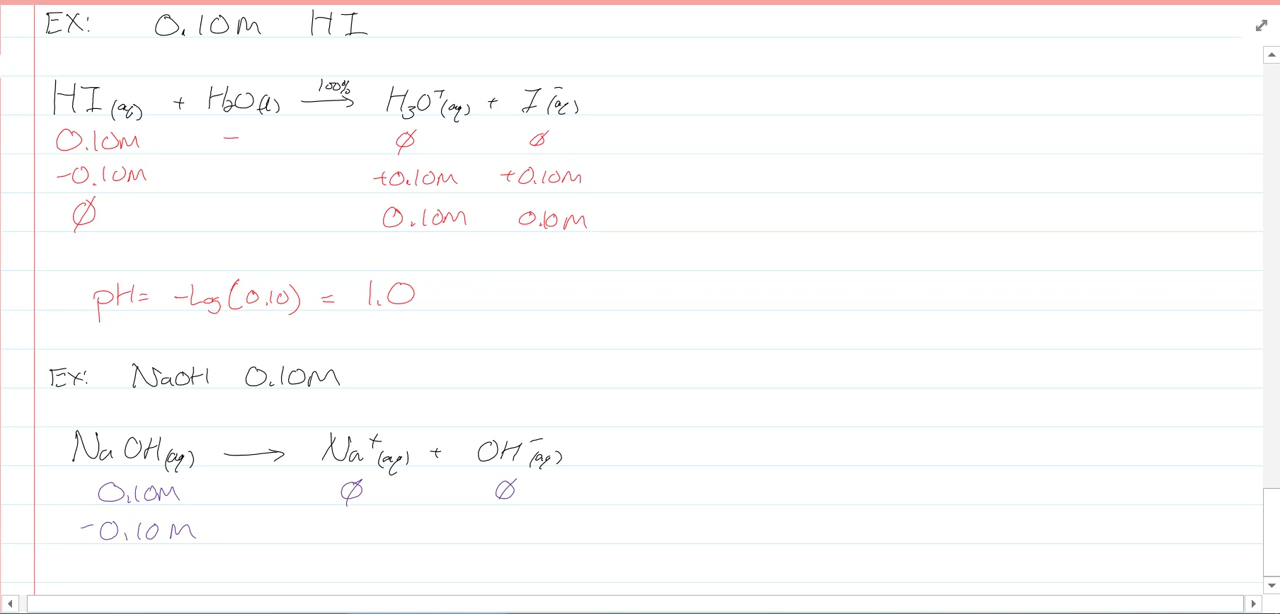 EX: 0.10M HI
100%
HI(aq) + H2O(l) → H3O+(aq) + I-(aq)
0.10M - ∅ ∅
-0.10M +0.10M +0.10M
∅ 0.10M 0.10M
pH= -Log(0.10) = 1.0
EX: NaOH 0.10M
NaOH(aq) → Na+(aq) + OH-(aq)
0.10M ∅ ∅
-0.10M